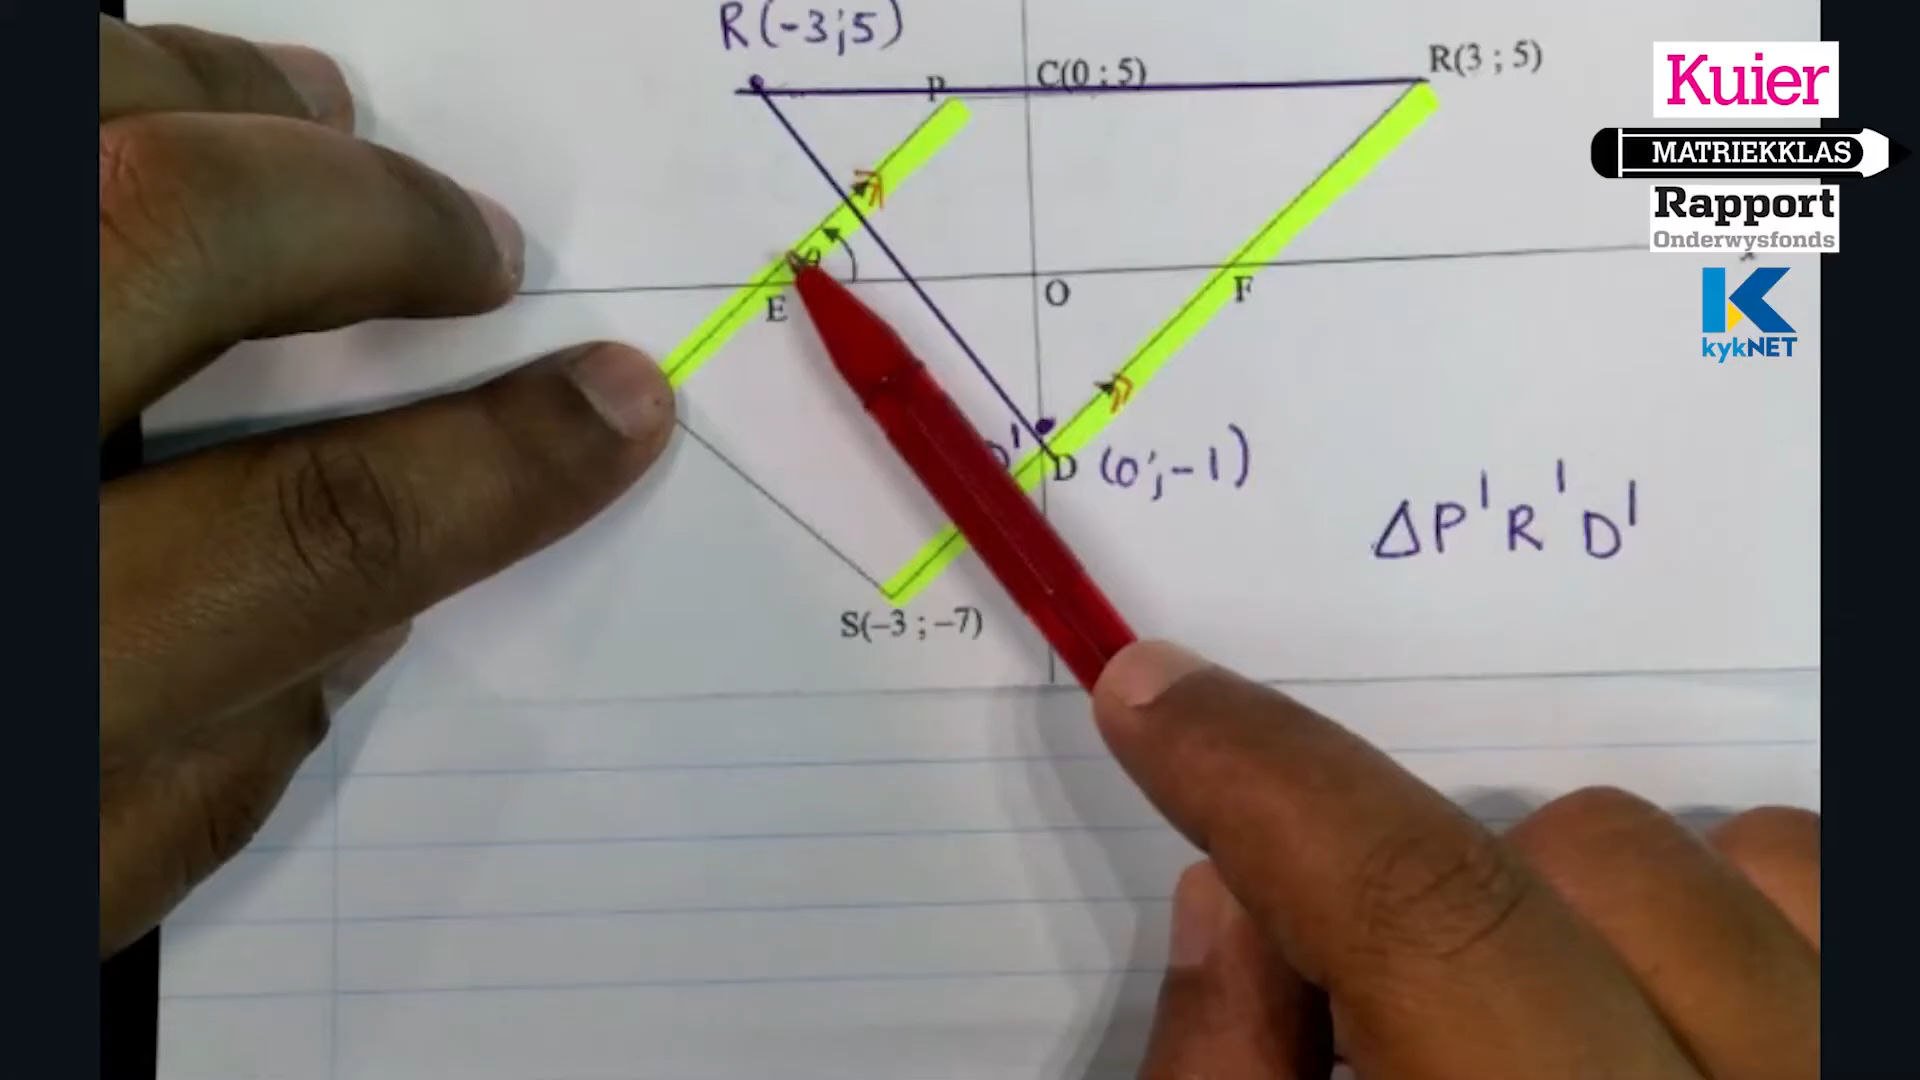 R(-3;5)
P
C(0 ; 5)
R(3 ; 5)
E
O
F
x
D (0;-1)
ΔP'R'D'
S(–3 ; –7)
Kuier
MATRIEKKLAS
Rapport
Onderwysfonds
kykNET